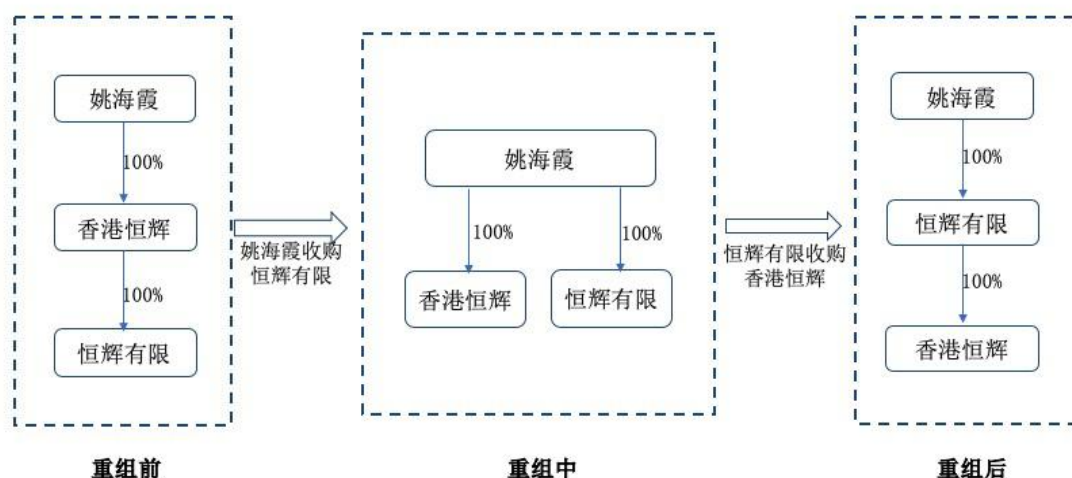 姚海霞
100%
香港恒辉
100%
恒辉有限
重组前
姚海霞收购
恒辉有限
姚海霞
100%
100%
香港恒辉
恒辉有限
重组中
恒辉有限收购
香港恒辉
姚海霞
100%
恒辉有限
100%
香港恒辉
重组后